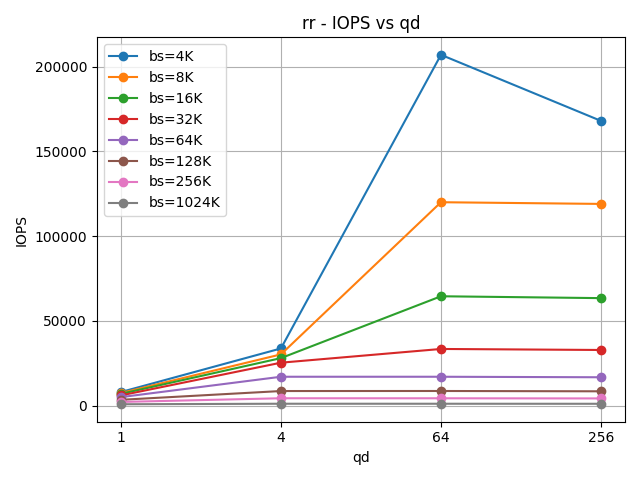 rr - IOPS vs qd
bs=4K
bs=8K
bs=16K
bs=32K
bs=64K
bs=128K
bs=256K
bs=1024K
IOPS
200000
150000
100000
50000
0
1
4
64
256
qd